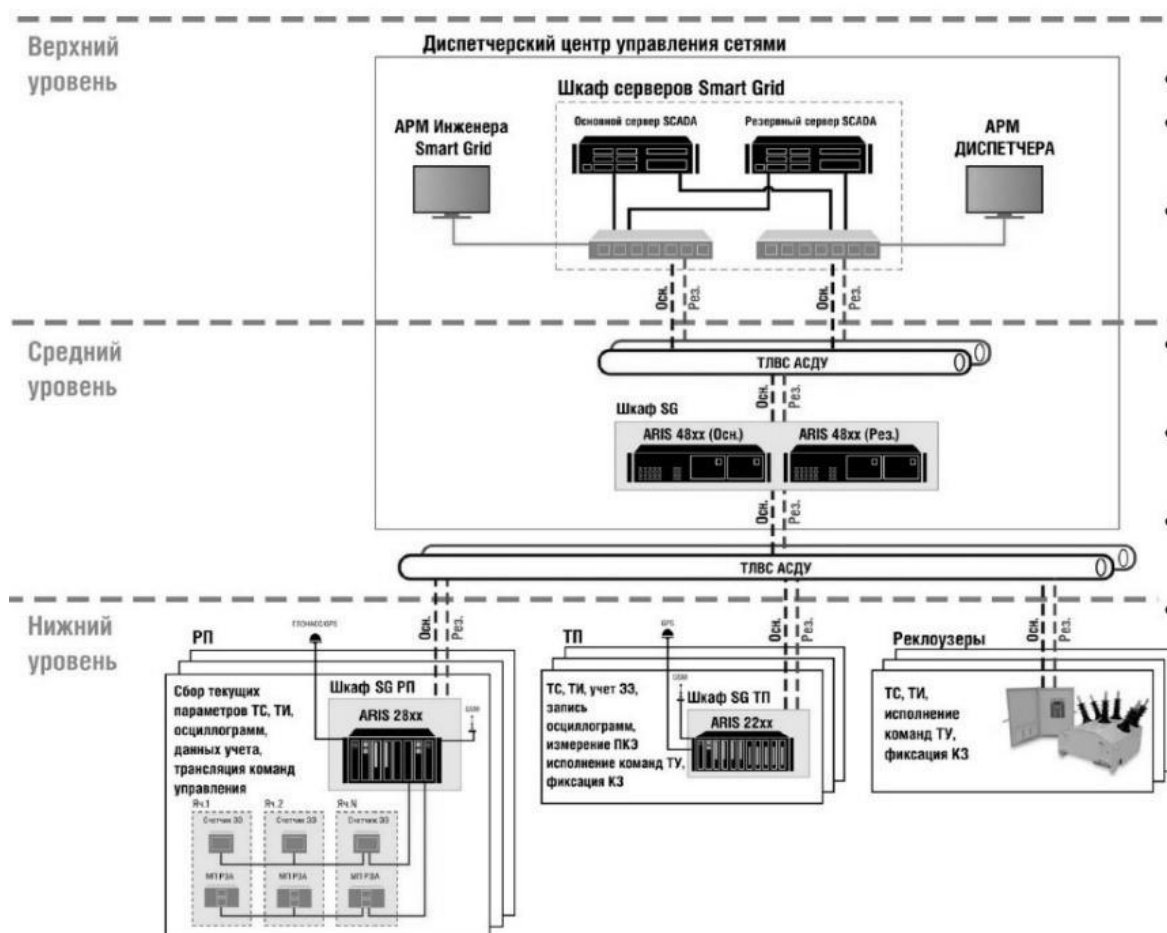 Верхний
уровень
Диспетчерский центр управления сетями
Шкаф серверов Smart Grid
Основной сервер SCADA
Резервный сервер SCADA
АРМ Инженера
Smart Grid
АРМ
ДИСПЕТЧЕРА
Осн.
Рез.
Осн.
Рез.
Средний
уровень
ТЛВС АСДУ
Осн.
Рез.
Шкаф SG
ARIS 48xx (Осн.)
ARIS 48xx (Рез.)
Осн.
Рез.
ТЛВС АСДУ
Нижний
уровень
РП
ГЛОНАСС/GPS
Осн.
Рез.
Сбор текущих
параметров ТС, ТИ,
осциллограмм,
данных учета,
трансляция команд
управления
Шкаф SG РП
ARIS 28xx
GSM
Яч.1
Яч.2
Яч.N
Счетчик ЭЭ
Счетчик ЭЭ
Счетчик ЭЭ
МП РЗА
МП РЗА
МП РЗА
ТП
GPS
Осн.
Рез.
ТС, ТИ, учет ЭЭ,
запись
осциллограмм,
измерение ПКЭ
исполнение команд ТУ,
фиксация КЗ
GSM
Шкаф SG ТП
ARIS 22xx
Реклоузеры
Осн.
Рез.
ТС, ТИ,
исполнение
команд ТУ,
фиксация КЗ